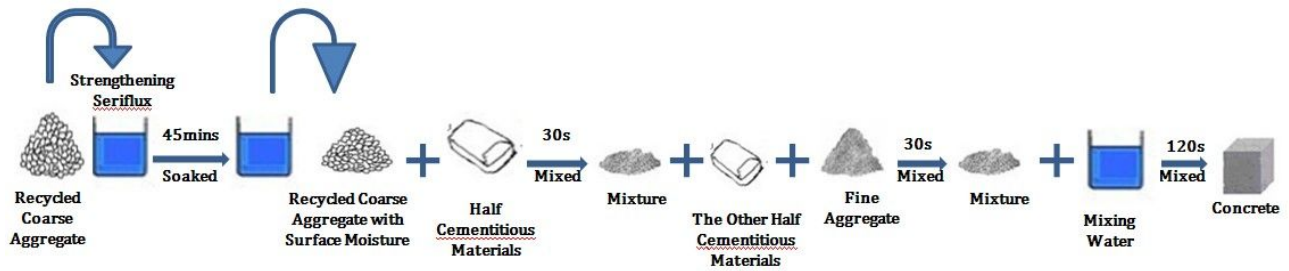 Strengthening
Seriflux
45mins
Soaked
30s
Mixed
30s
Mixed
120s
Mixed
Recycled
Coarse
Aggregate
Recycled Coarse
Aggregate with
Surface Moisture
Half
Cementitious
Materials
Mixture
The Other Half
Cementitious
Materials
Fine
Aggregate
Mixture
Mixing
Water
Concrete